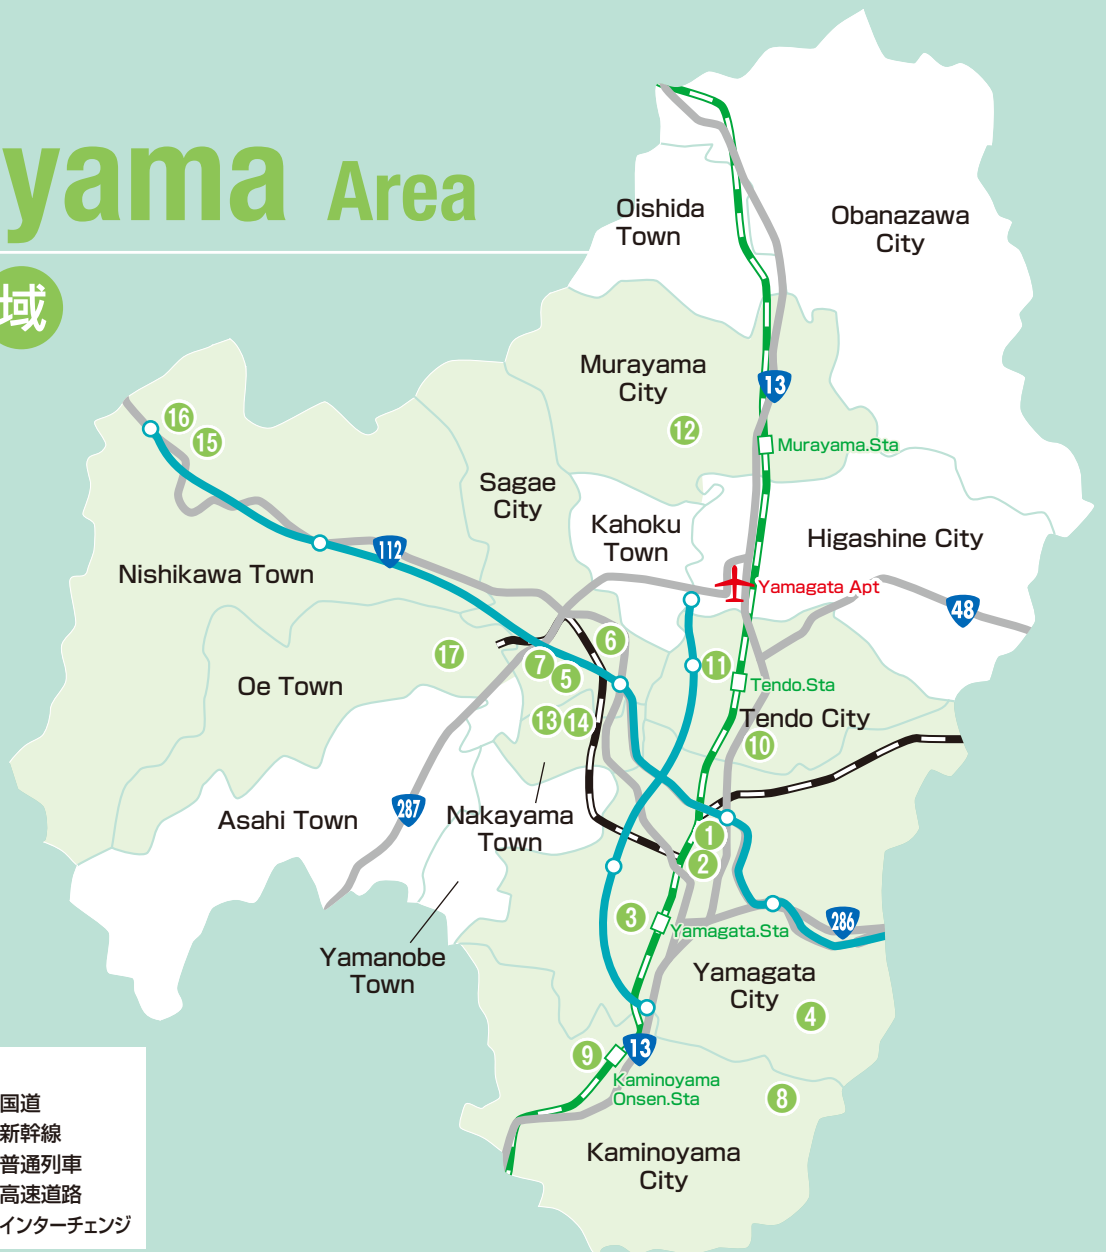 yama Area
域
Oishida
Town
Obanazawa
City
Murayama
City
13
12
Murayama.Sta
16
15
Sagae
City
Kahoku
Town
Higashine City
112
Nishikawa Town
Yamagata Apt
48
17
6
7
5
11
Oe Town
Tendo.Sta
13
14
Tendo City
10
287
Asahi Town
Nakayama
Town
1
2
3
286
Yamagata.Sta
Yamanobe
Town
Yamagata
City
4
9
13
Kaminoyama
Onsen.Sta
8
Kaminoyama
City
国道
新幹線
普通列車
高速道路
インターチェンジ